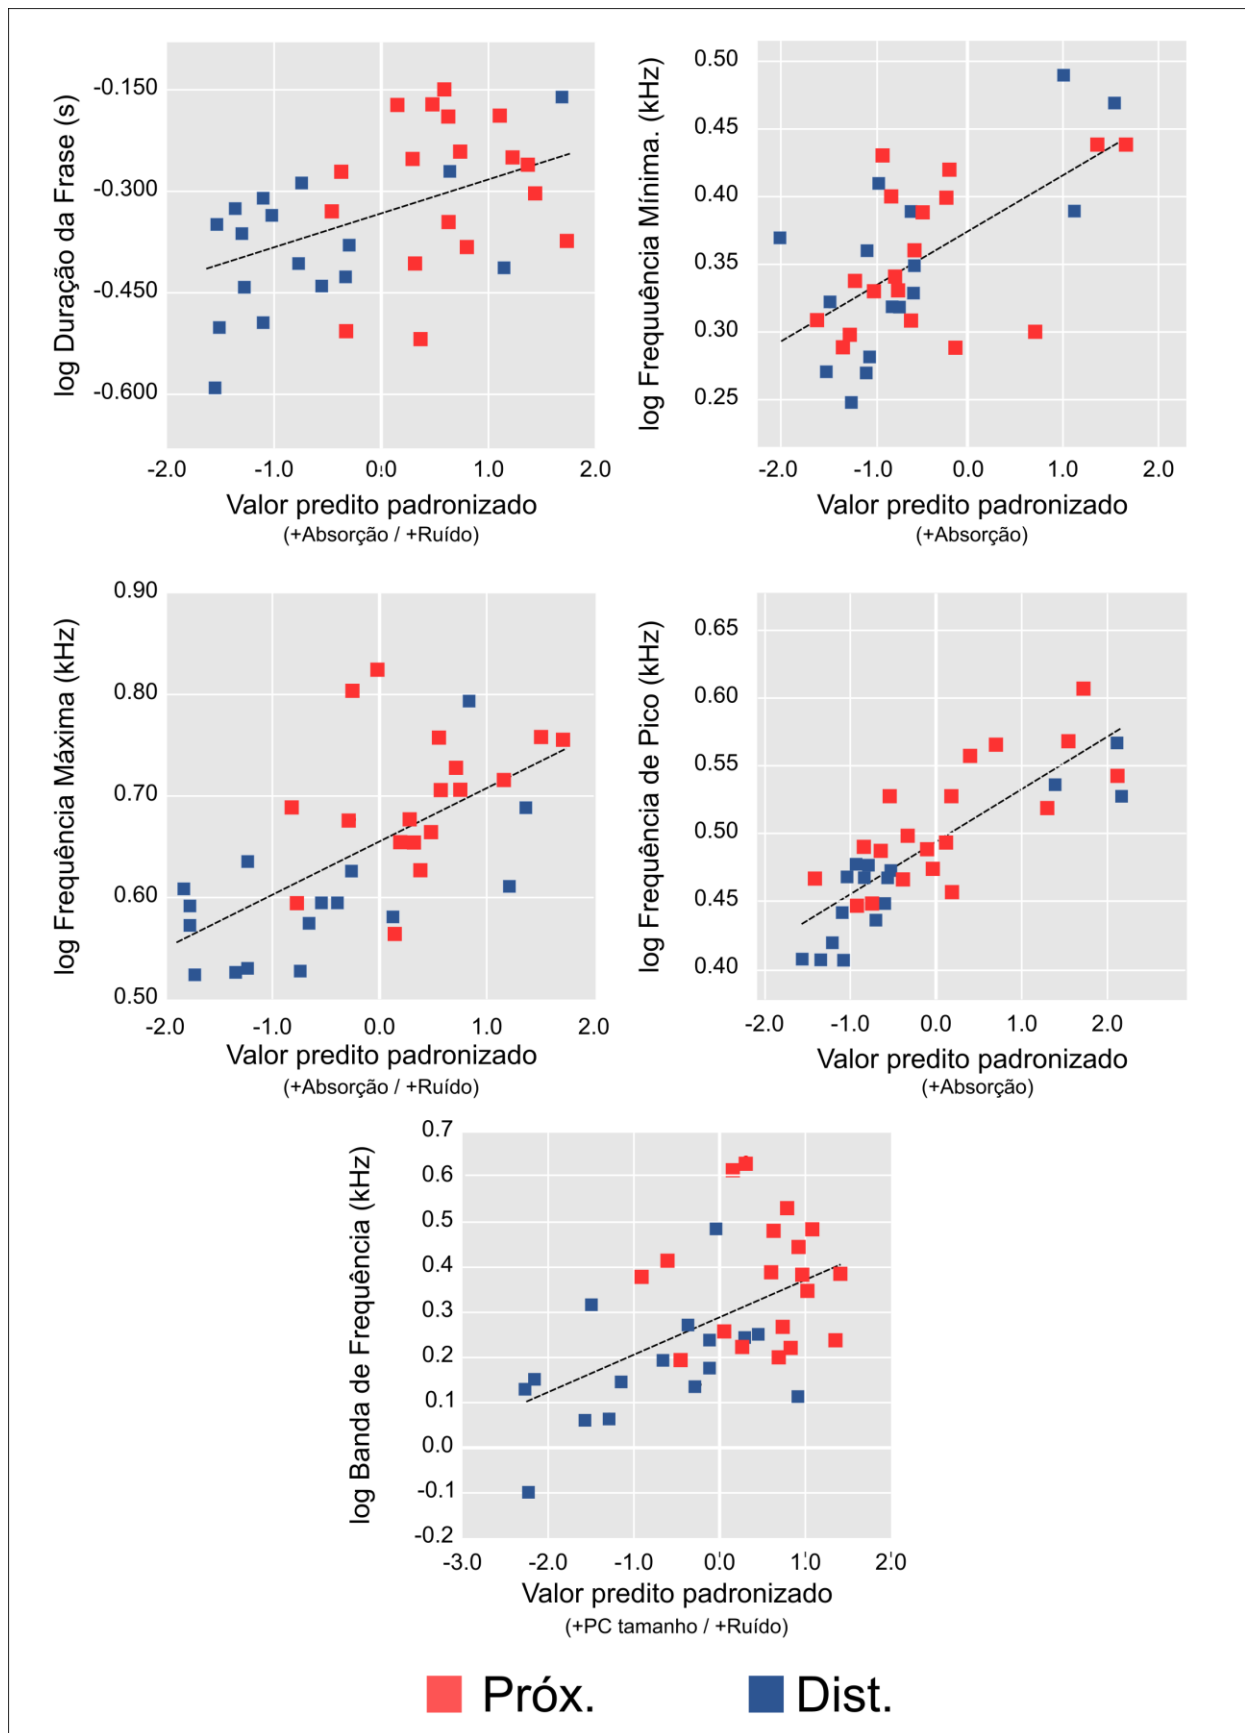 log Duração da Frase (s)
-0.150
-0.300
-0.450
-0.600
-2.0 -1.0 0.0 1.0 2.0
Valor predito padronizado
(+Absorção / +Ruído)
log Frequuência Mínima. (kHz)
0.50
0.45
0.40
0.35
0.30
0.25
-2.0 -1.0 0.0 1.0 2.0
Valor predito padronizado
(+Absorção)
log Frequência Máxima (kHz)
0.90
0.80
0.70
0.60
0.50
-2.0 -1.0 0.0 1.0 2.0
Valor predito padronizado
(+Absorção / +Ruído)
log Frequência de Pico (kHz)
0.65
0.60
0.55
0.50
0.45
0.40
-2.0 -1.0 0.0 1.0 2.0
Valor predito padronizado
(+Absorção)
log Banda de Frequência (kHz)
0.7
0.6
0.5
0.4
0.3
0.2
0.1
0.0
-0.1
-0.2
-3.0 -2.0 -1.0 0.0 1.0 2.0
Valor predito padronizado
(+PC tamanho / +Ruído)
Próx. Dist.